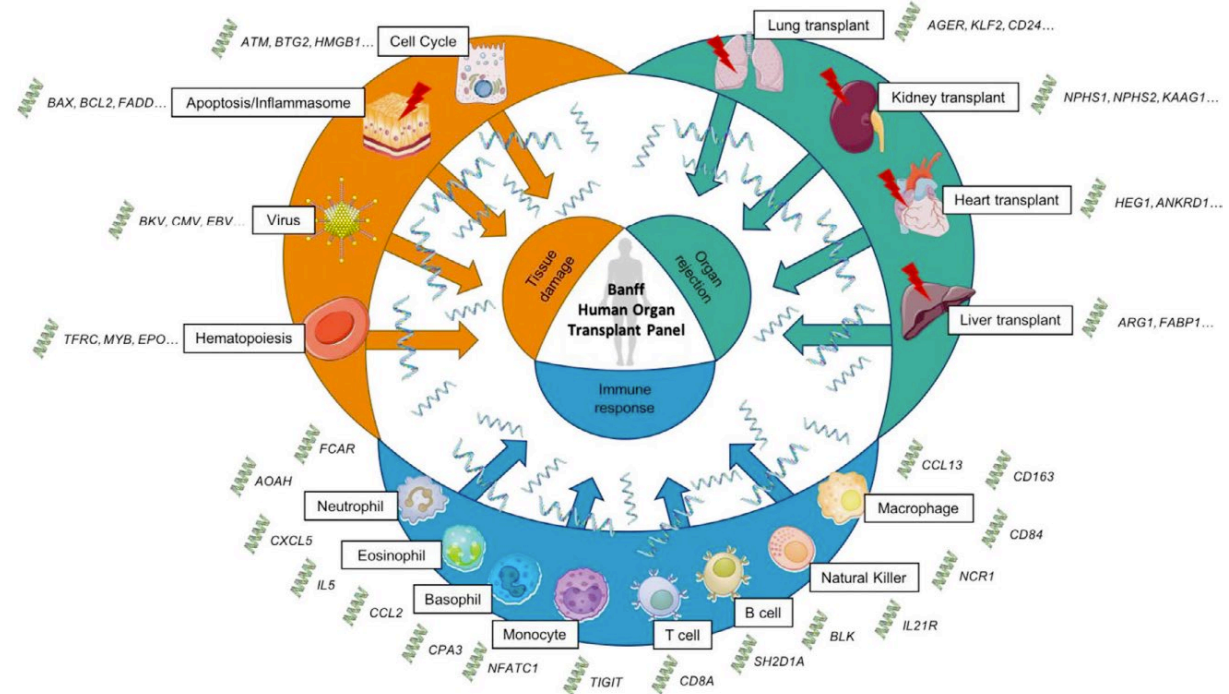 ATM, BTG2, HMGB1...
Cell Cycle
BAX, BCL2, FADD...
Apoptosis/Inflammasome
BKV, CMV, EBV...
Virus
TFRC, MYB, EPO...
Hematopoiesis
Lung transplant
AGER, KLF2, CD24...
Kidney transplant
NPHS1, NPHS2, KAAG1...
Heart transplant
HEG1, ANKRD1...
Liver transplant
ARG1, FABP1...
Tissue
damage
Organ
rejection
Banff
Human Organ
Transplant Panel
Immune
response
FCAR
AOAH
Neutrophil
CXCL5
Eosinophil
IL5
Basophil
CCL2
Monocyte
CPA3
NFATC1
TIGIT
T cell
CD8A
B cell
SH2D1A
BLK
Natural Killer
IL21R
NCR1
Macrophage
CD84
CD163
CCL13